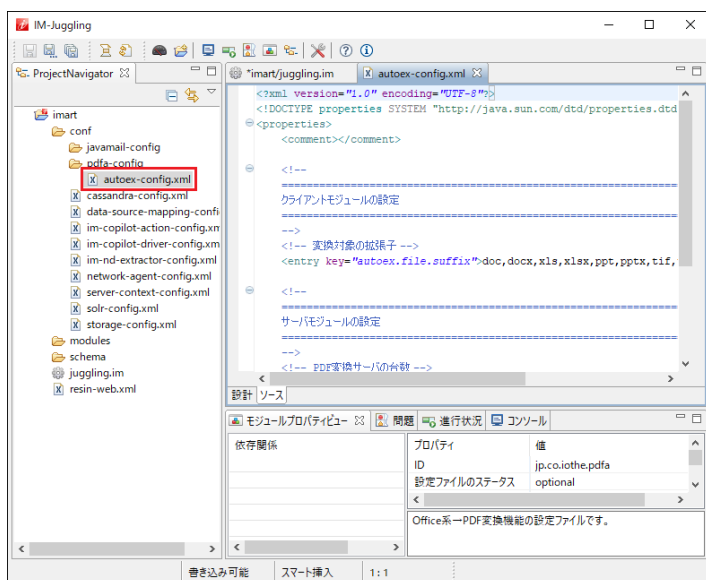 IM-Juggling
ProjectNavigator
imart
conf
javamail-config
pdfa-config
autoex-config.xml
cassandra-config.xml
data-source-mapping-confi
im-copilot-action-config.xm
im-copilot-driver-config.xm
im-nd-extractor-config.xml
network-agent-config.xml
server-context-config.xml
solr-config.xml
storage-config.xml
modules
schema
juggling.im
resin-web.xml
*imart/juggling.im
autoex-config.xml
<?xml version="1.0" encoding="UTF-8"?>
<!DOCTYPE properties SYSTEM "http://java.sun.com/dtd/properties.dtd
<properties>
<comment></comment>
<!--
================================================================
クライアントモジュールの設定
================================================================
-->
<!-- 変換対象の拡張子 -->
<entry key="autoex.file.suffix">doc,docx,xls,xlsx,ppt,pptx,tif,
<!--
================================================================
サーバモジュールの設定
================================================================
-->
<!-- PDF変換サーバの台数 -->
設計 ソース
モジュールプロパティビュー 問題 進行状況 コンソール
依存関係
プロパティ 値
ID jp.co.iothe.pdfa
設定ファイルのステータス optional
Office系→PDF変換機能の設定ファイルです。
書き込み可能 スマート挿入 1:1